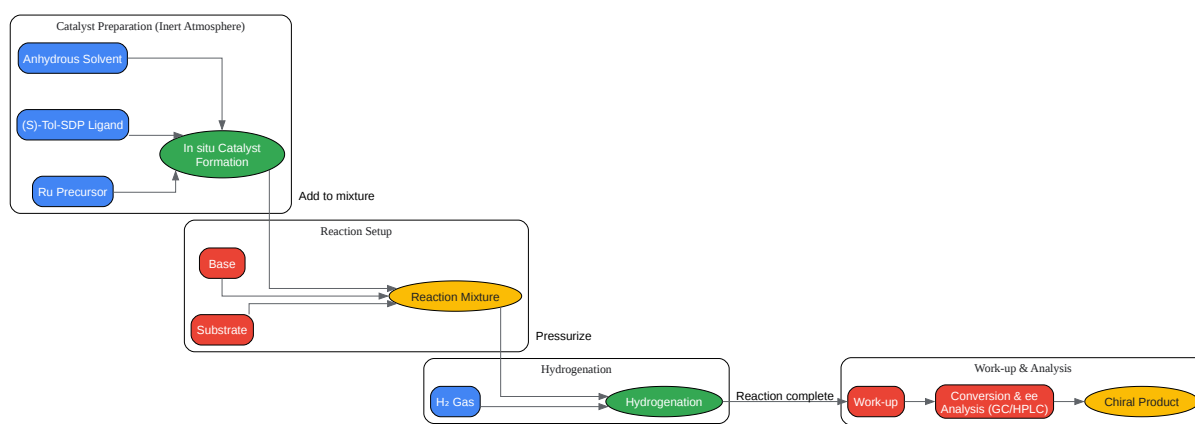 Catalyst Preparation (Inert Atmosphere)
Anhydrous Solvent
(S)-Tol-SDP Ligand
In situ Catalyst
Formation
Ru Precursor
Add to mixture
Reaction Setup
Base
Reaction Mixture
Substrate
Pressurize
Hydrogenation
H₂ Gas
Hydrogenation
Reaction complete
Work-up & Analysis
Work-up
Conversion & ee
Analysis (GC/HPLC)
Chiral Product